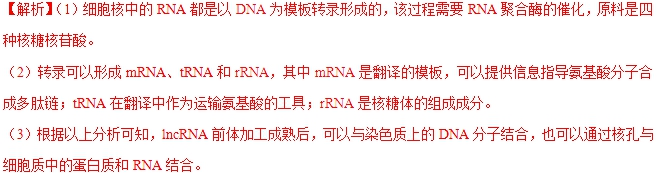 【解析】（1）细胞核中的 RNA 都是以 DNA 为模板转录形成的，该过程需要 RNA 聚合酶的催化，原料是四
种核糖核苷酸。
（2）转录可以形成 mRNA、tRNA 和 rRNA，其中 mRNA 是翻译的模板，可以提供信息指导氨基酸分子合
成多肽链；tRNA 在翻译中作为运输氨基酸的工具；rRNA 是核糖体的组成成分。
（3）根据以上分析可知，lncRNA 前体加工成熟后，可以与染色质上的 DNA 分子结合，也可以通过核孔与
细胞质中的蛋白质和 RNA 结合。